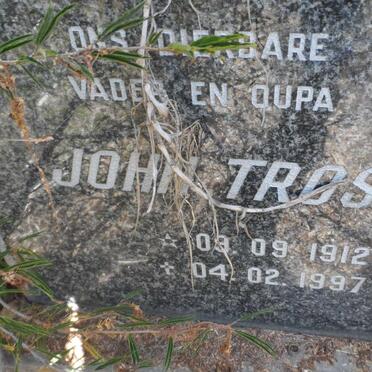 ONS DIERBARE
VADER EN OUPA
JOHN TROS
☆ 03 09 1912
+ 04 02 1997